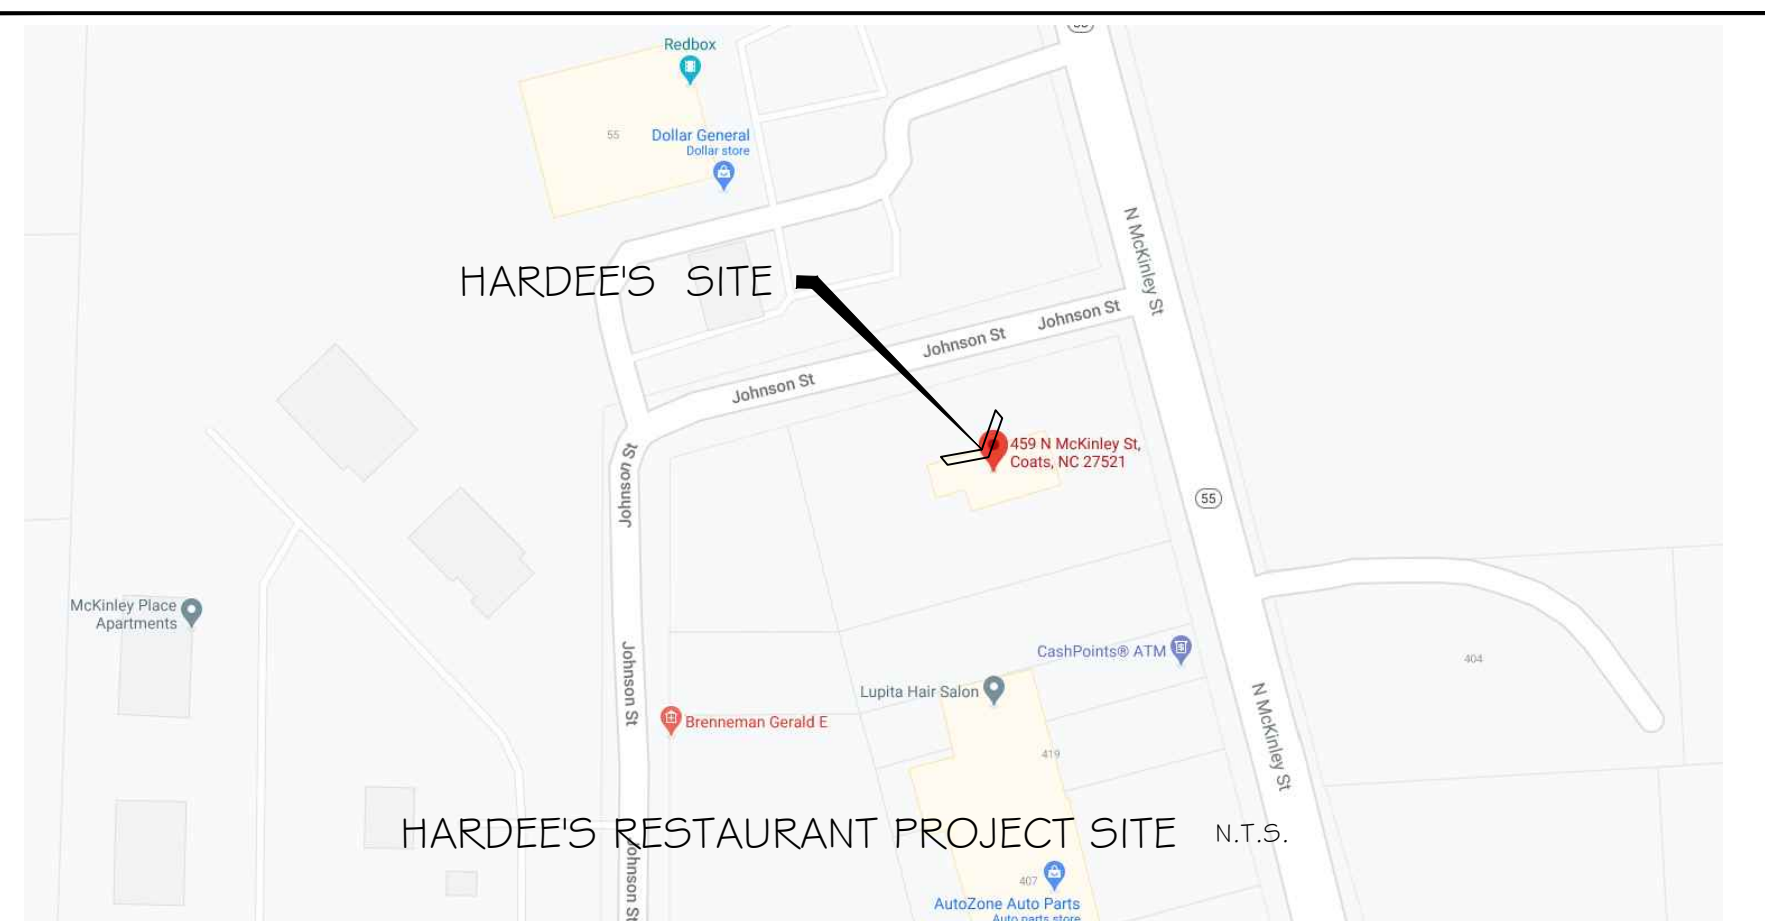 55
Redbox
55
Dollar General
Dollar store
N McKinley St
HARDEE'S SITE
Johnson St
Johnson St
Johnson St
459 N McKinley St,
Coats, NC 27521
Johnson St
55
McKinley Place
Apartments
Johnson St
CashPoints® ATM
404
Lupita Hair Salon
Brenneman Gerald E
N McKinley St
419
HARDEE'S RESTAURANT PROJECT SITE N.T.S.
Johnson St
407
AutoZone Auto Parts
Auto parts store